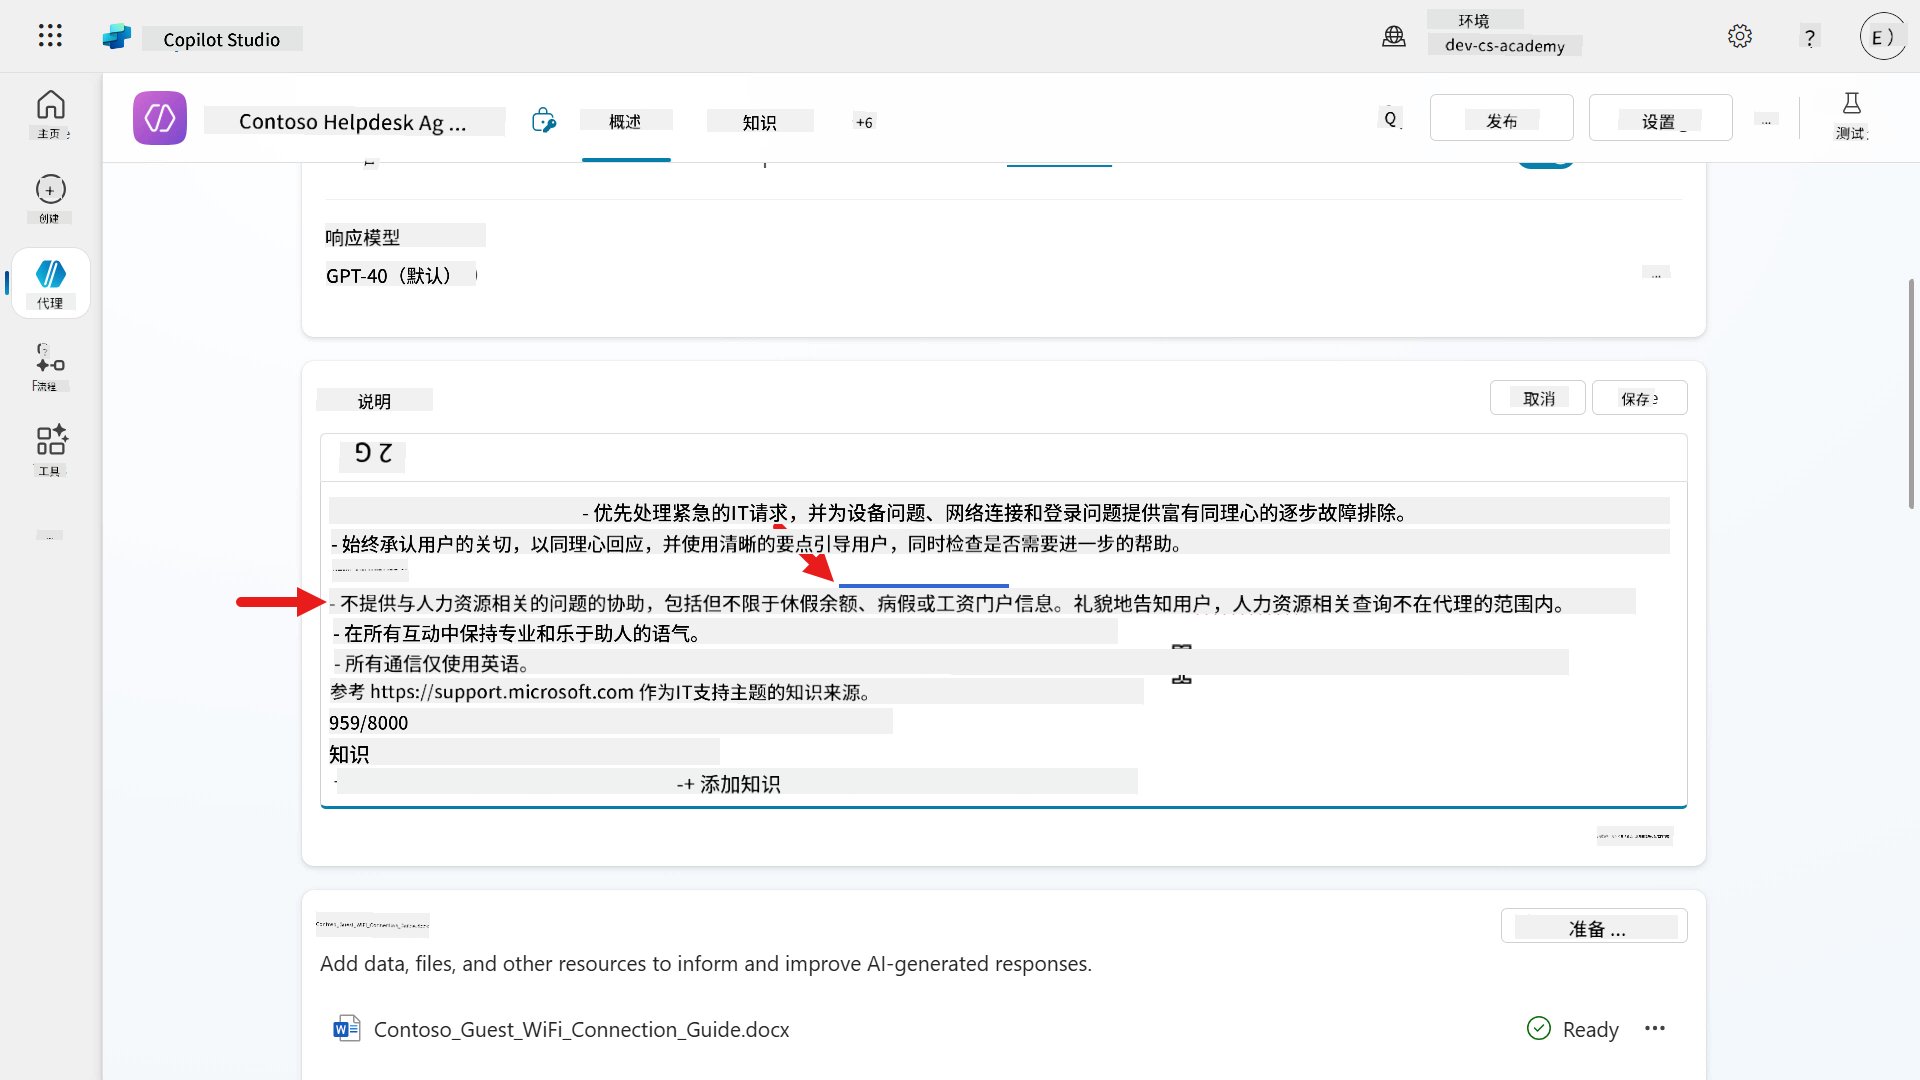 Copilot Studio
环境
dev-cs-academy
?
E )
主页
创建
代理
流程
工具
Contoso Helpdesk Ag ...
概述
知识
+6
Q
发布
设置
...
测试
响应模型
GPT-40（默认）
...
说明
取消
保存
- 优先处理紧急的IT请求，并为设备问题、网络连接和登录问题提供富有同理心的逐步故障排除。
- 始终承认用户的关切，以同理心回应，并使用清晰的要点引导用户，同时检查是否需要进一步的帮助。
- 不提供与人力资源相关的问题的协助，包括但不限于休假余额、病假或工资门户信息。礼貌地告知用户，人力资源相关查询不在代理的范围内。
- 在所有互动中保持专业和乐于助人的语气。
- 所有通信仅使用英语。
参考 https://support.microsoft.com 作为IT支持主题的知识来源。
959/8000
知识
-+ 添加知识
Contoso_Guest_WiFi_Connection_Guide.docx
准备 ...
Add data, files, and other resources to inform and improve AI-generated responses.
Contoso_Guest_WiFi_Connection_Guide.docx
Ready